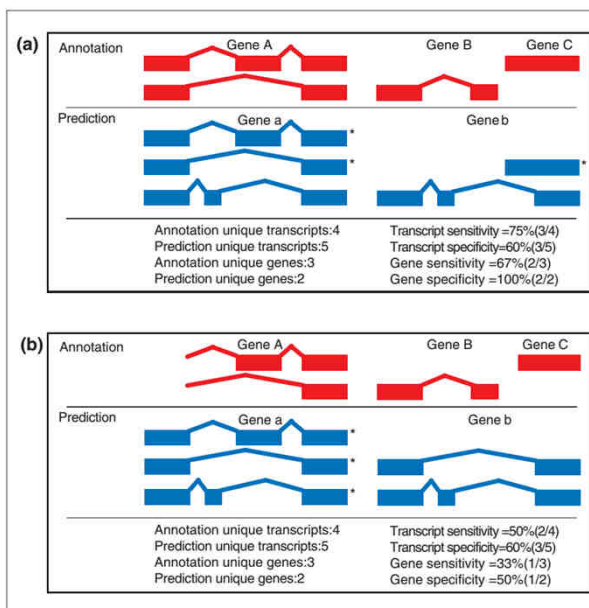 (a)
Annotation Gene A Gene B Gene C
Prediction Gene a Gene b
*
*
*
Annotation unique transcripts:4 Transcript sensitivity =75%(3/4)
Prediction unique transcripts:5 Transcript specificity=60%(3/5)
Annotation unique genes:3 Gene sensitivity =67%(2/3)
Prediction unique genes:2 Gene specificity =100%(2/2)
(b)
Annotation Gene A Gene B Gene C
Prediction Gene a Gene b
*
*
*
Annotation unique transcripts:4 Transcript sensitivity =50%(2/4)
Prediction unique transcripts:5 Transcript specificity=60%(3/5)
Annotation unique genes:3 Gene sensitivity =33%(1/3)
Prediction unique genes:2 Gene specificity =50%(1/2)